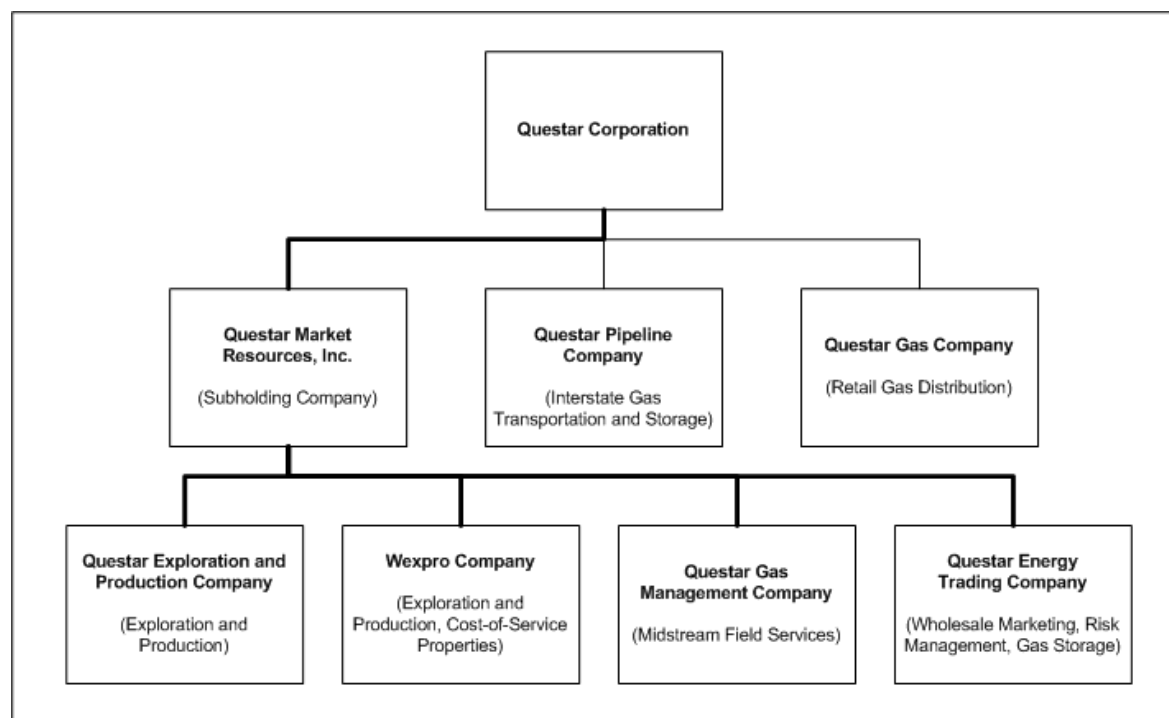 Questar Corporation
Questar Market
Resources, Inc.
(Subholding Company)
Questar Pipeline
Company
(Interstate Gas
Transportation and Storage)
Questar Gas Company
(Retail Gas Distribution)
Questar Exploration and
Production Company
(Exploration and
Production)
Wexpro Company
(Exploration and
Production, Cost-of-Service
Properties)
Questar Gas
Management Company
(Midstream Field Services)
Questar Energy
Trading Company
(Wholesale Marketing, Risk
Management, Gas Storage)